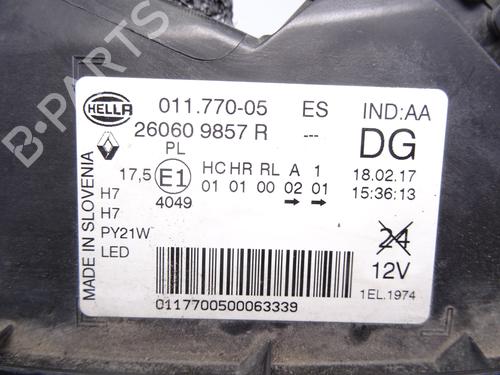 HELLA 011.770-05 ES IND:AA
26060 9857 R --- DG
PL
17,5 E1 HC HR RL A 1 18.02.17
01 01 00 02 01 15:36:13
H7 4049 → →
H7
PY21W 24
LED 12V
MADE IN SLOVENIA
0117700500063339 1EL.1974
B-PARTS